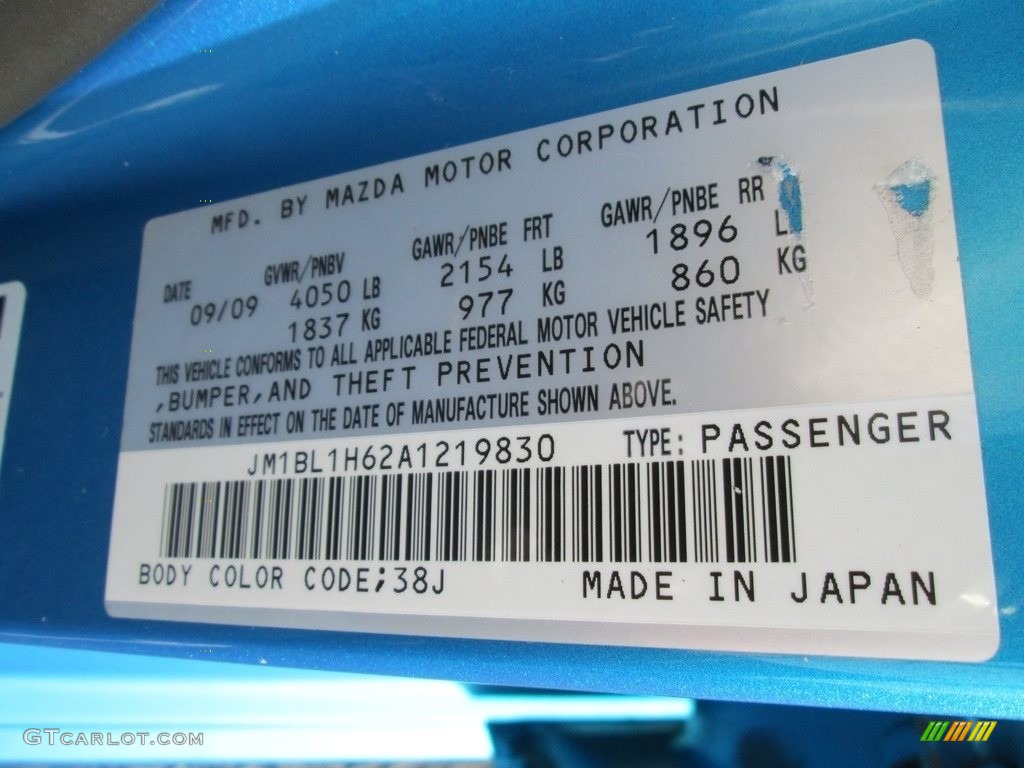 MFD. BY MAZDA MOTOR CORPORATION
DATE GVWR/PNBV GAWR/PNBE FRT GAWR/PNBE RR
09/09 4050 LB 2154 LB 1896 L
1837 KG 977 KG 860 KG
THIS VEHICLE CONFORMS TO ALL APPLICABLE FEDERAL MOTOR VEHICLE SAFETY
,BUMPER,AND THEFT PREVENTION
STANDARDS IN EFFECT ON THE DATE OF MANUFACTURE SHOWN ABOVE.
JM1BL1H62A1219830 TYPE: PASSENGER
BODY COLOR CODE;38J MADE IN JAPAN
GTCARLOT.COM